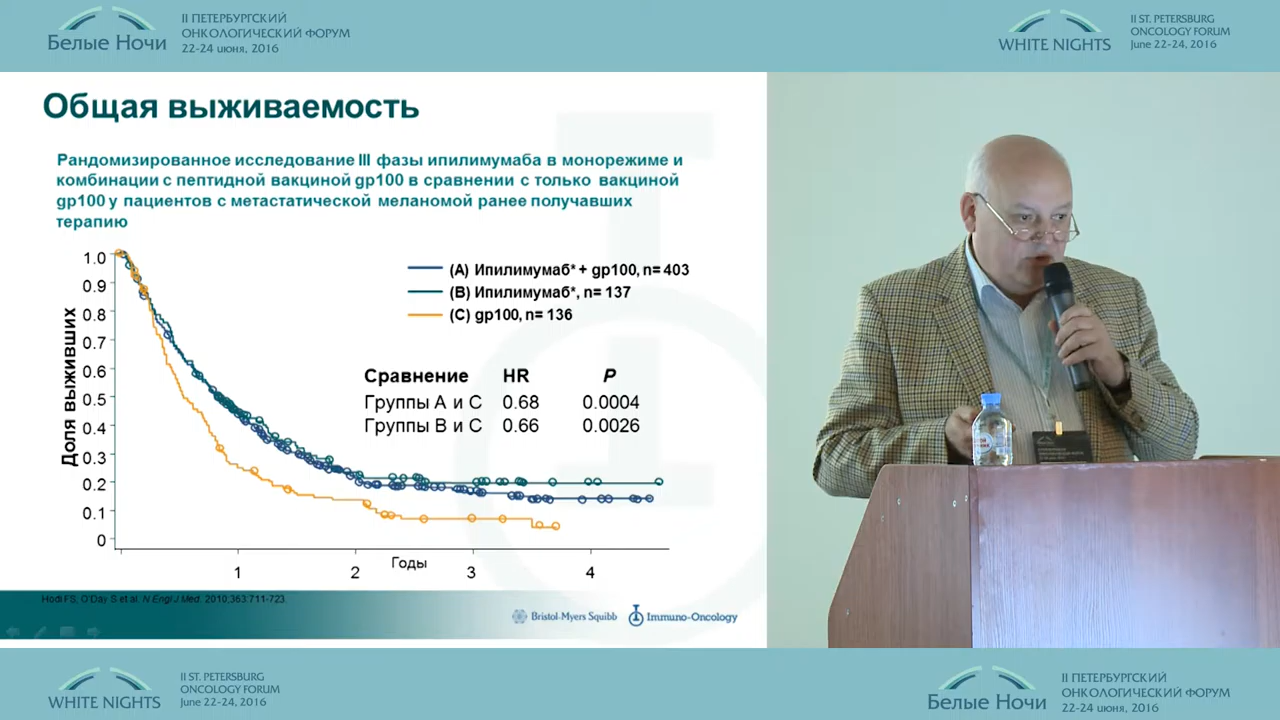 Белые Ночи
II ПЕТЕРБУРГСКИЙ
ОНКОЛОГИЧЕСКИЙ ФОРУМ
22-24 июня, 2016
WHITE NIGHTS
II ST. PETERSBURG
ONCOLOGY FORUM
June 22-24, 2016
Общая выживаемость
Рандомизированное исследование III фазы ипилимумаба в монорежиме и
комбинации с пептидной вакциной gp100 в сравнении с только вакциной
gp100 у пациентов с метастатической меланомой ранее получавших
терапию
Доля выживших
1.0
0.9
0.8
0.7
0.6
0.5
0.4
0.3
0.2
0.1
0
(A) Ипилимумаб* + gp100, n= 403
(B) Ипилимумаб*, n= 137
(C) gp100, n= 136
Сравнение HR P
Группы A и C 0.68 0.0004
Группы B и C 0.66 0.0026
1 2 3 4
Годы
Hodi FS, O'Day S et al. N Engl J Med. 2010;363:711-723.
Bristol-Myers Squibb
Immuno-Oncology
WHITE NIGHTS
II ST. PETERSBURG
ONCOLOGY FORUM
June 22-24, 2016
Белые Ночи
II ПЕТЕРБУРГСКИЙ
ОНКОЛОГИЧЕСКИЙ ФОРУМ
22-24 июня, 2016